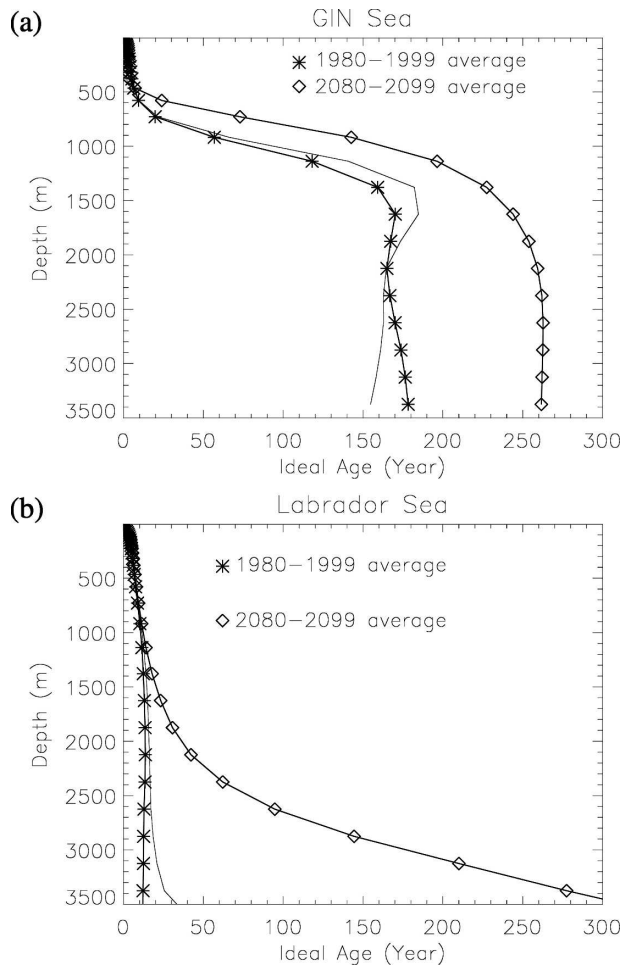 (a)
GIN Sea
1980−1999 average
2080−2099 average
500
1000
1500
2000
2500
3000
3500
Depth (m)
0 50 100 150 200 250 300
Ideal Age (Year)
(b)
Labrador Sea
1980−1999 average
2080−2099 average
500
1000
1500
2000
2500
3000
3500
Depth (m)
0 50 100 150 200 250 300
Ideal Age (Year)